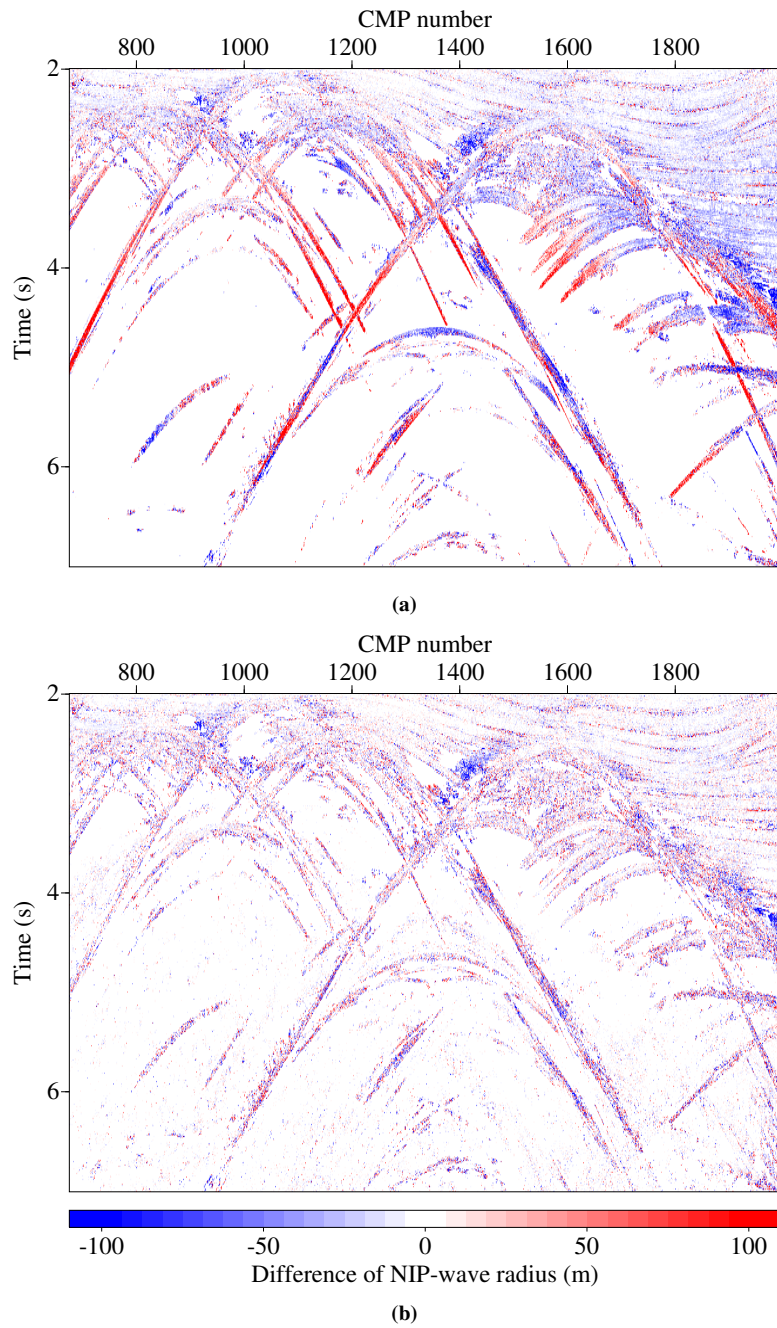 CMP number
800 1000 1200 1400 1600 1800
2
4
6
Time (s)
(a)
CMP number
800 1000 1200 1400 1600 1800
2
4
6
Time (s)
-100 -50 0 50 100
Difference of NIP-wave radius (m)
(b)